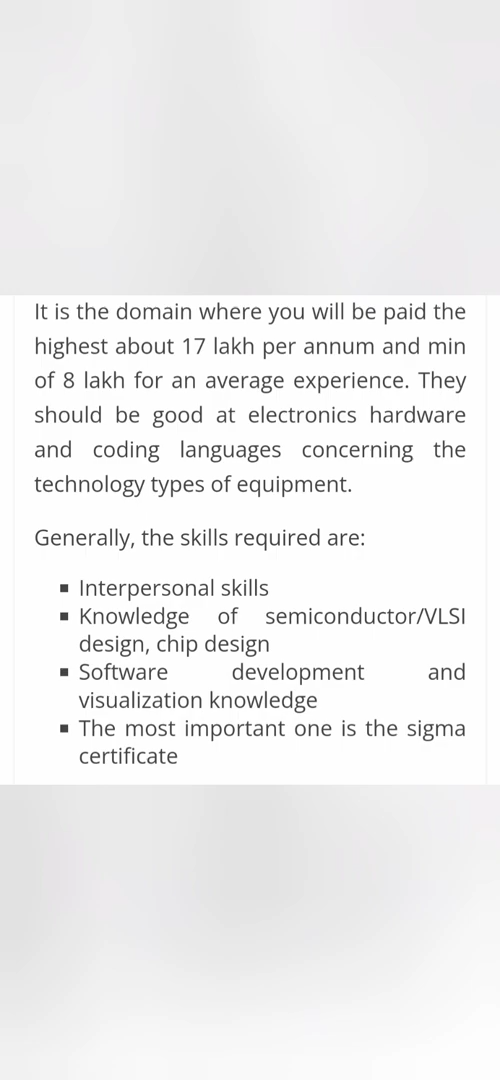 It is the domain where you will be paid the
highest about 17 lakh per annum and min
of 8 lakh for an average experience. They
should be good at electronics hardware
and coding languages concerning the
technology types of equipment.
Generally, the skills required are:
▪ Interpersonal skills
▪ Knowledge of semiconductor/VLSI
design, chip design
▪ Software development and
visualization knowledge
▪ The most important one is the sigma
certificate